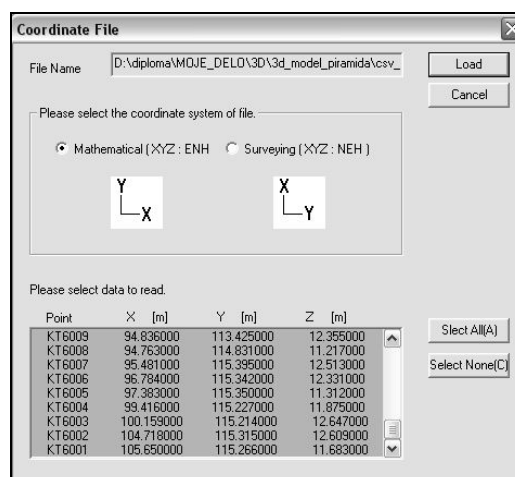 Coordinate File
File Name D:\diploma\MOJE_DELO\3D\3d_model_piramida\csv_ Load
Cancel
Please select the coordinate system of file.
Mathematical ( XYZ : ENH Surveying ( XYZ : NEH )
Y X
X Y
Please select data to read.
Point X [m] Y [m] Z [m]
KT6009 94.836000 113.425000 12.355000
KT6008 94.763000 114.831000 11.217000
KT6007 95.481000 115.395000 12.513000
KT6006 96.784000 115.342000 12.331000
KT6005 97.383000 115.350000 11.312000
KT6004 99.416000 115.227000 11.875000
KT6003 100.159000 115.214000 12.647000
KT6002 104.718000 115.315000 12.609000
KT6001 105.650000 115.266000 11.683000
Slect All(A)
Select None(C)